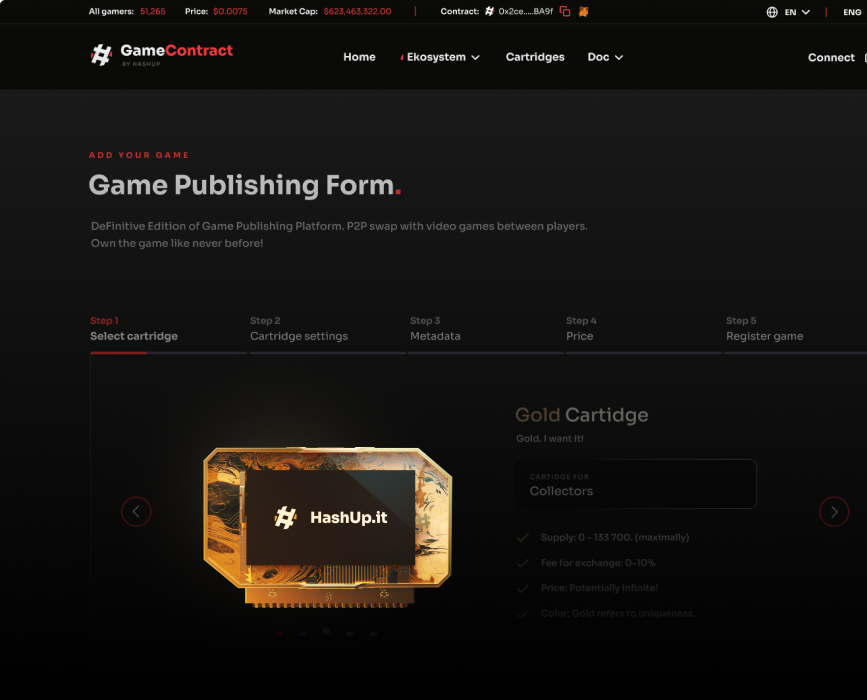 All gamers: 51,265 Price: $0.0075 Market Cap: $623,463,322.00 | Contract: 0x2ce.....BA9f EN | ENG
GameContract
BY HASHUP
Home Ekosystem Cartridges Doc Connect
ADD YOUR GAME
Game Publishing Form.
DeFinitive Edition of Game Publishing Platform. P2P swap with video games between players.
Own the game like never before!
Step 1 Step 2 Step 3 Step 4 Step 5
Select cartridge Cartridge settings Metadata Price Register game
Gold Cartidge
Gold. I want it!
CARTIDGE FOR
Collectors
HashUp.it
Supply: 0 - 133 700. (maximally)
Fee for exchange: 0-10%
Price: Potentially infinite!
Color: Gold refers to uniqueness.